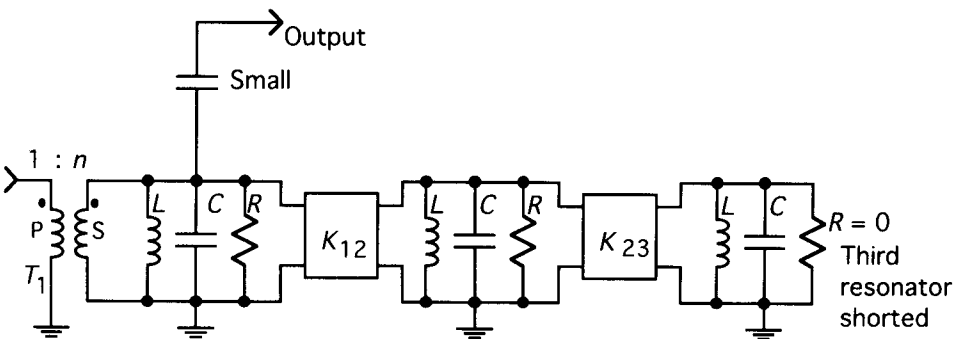 Output
Small
1 : n
P
S
T1
L
C
R
K12
L
C
R
K23
L
C
R = 0
Third
resonator
shorted